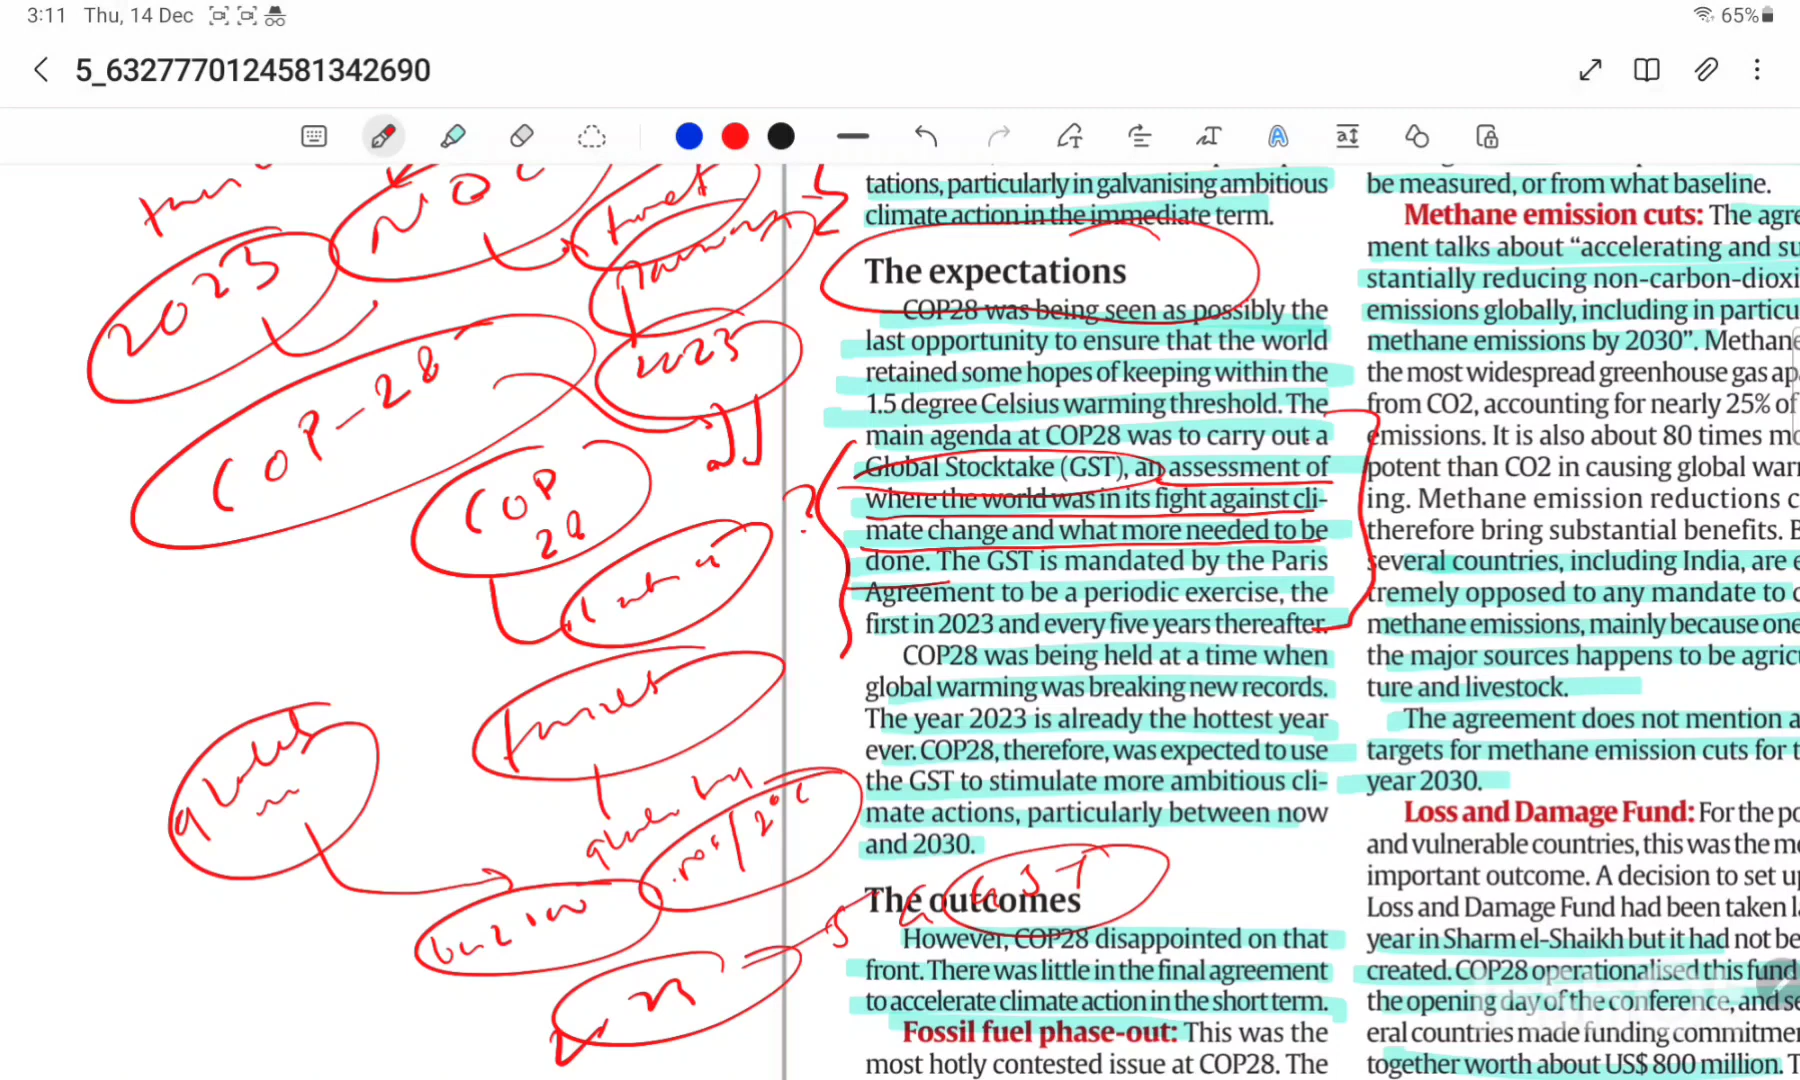 3:11 Thu, 14 Dec
65%
5_6327770124581342690
2023
COP-28
2023
COP
28
tations, particularly in galvanising ambitious
climate action in the immediate term.
The expectations
COP28 was being seen as possibly the
last opportunity to ensure that the world
retained some hopes of keeping within the
1.5 degree Celsius warming threshold. The
main agenda at COP28 was to carry out a
Global Stocktake (GST), an assessment of
where the world was in its fight against cli-
mate change and what more needed to be
done. The GST is mandated by the Paris
Agreement to be a periodic exercise, the
first in 2023 and every five years thereafter.
COP28 was being held at a time when
global warming was breaking new records.
The year 2023 is already the hottest year
ever. COP28, therefore, was expected to use
the GST to stimulate more ambitious cli-
mate actions, particularly between now
and 2030.
GST
The outcomes
However, COP28 disappointed on that
front. There was little in the final agreement
to accelerate climate action in the short term.
Fossil fuel phase-out: This was the
most hotly contested issue at COP28. The
be measured, or from what baseline.
Methane emission cuts: The agre
ment talks about “accelerating and su
stantially reducing non-carbon-dioxi
emissions globally, including in particu
methane emissions by 2030”. Methan
the most widespread greenhouse gas ap
from CO2, accounting for nearly 25% of
emissions. It is also about 80 times mo
potent than CO2 in causing global war
ing. Methane emission reductions c
therefore bring substantial benefits. B
several countries, including India, are e
tremely opposed to any mandate to c
methane emissions, mainly because one
the major sources happens to be agric
ture and livestock.
The agreement does not mention a
targets for methane emission cuts for t
year 2030.
Loss and Damage Fund: For the po
and vulnerable countries, this was the mo
important outcome. A decision to set up
Loss and Damage Fund had been taken la
year in Sharm el-Shaikh but it had not be
created. COP28 operationalised this fund
the opening day of the conference, and se
eral countries made funding commitmen
together worth about US$ 800 million. T